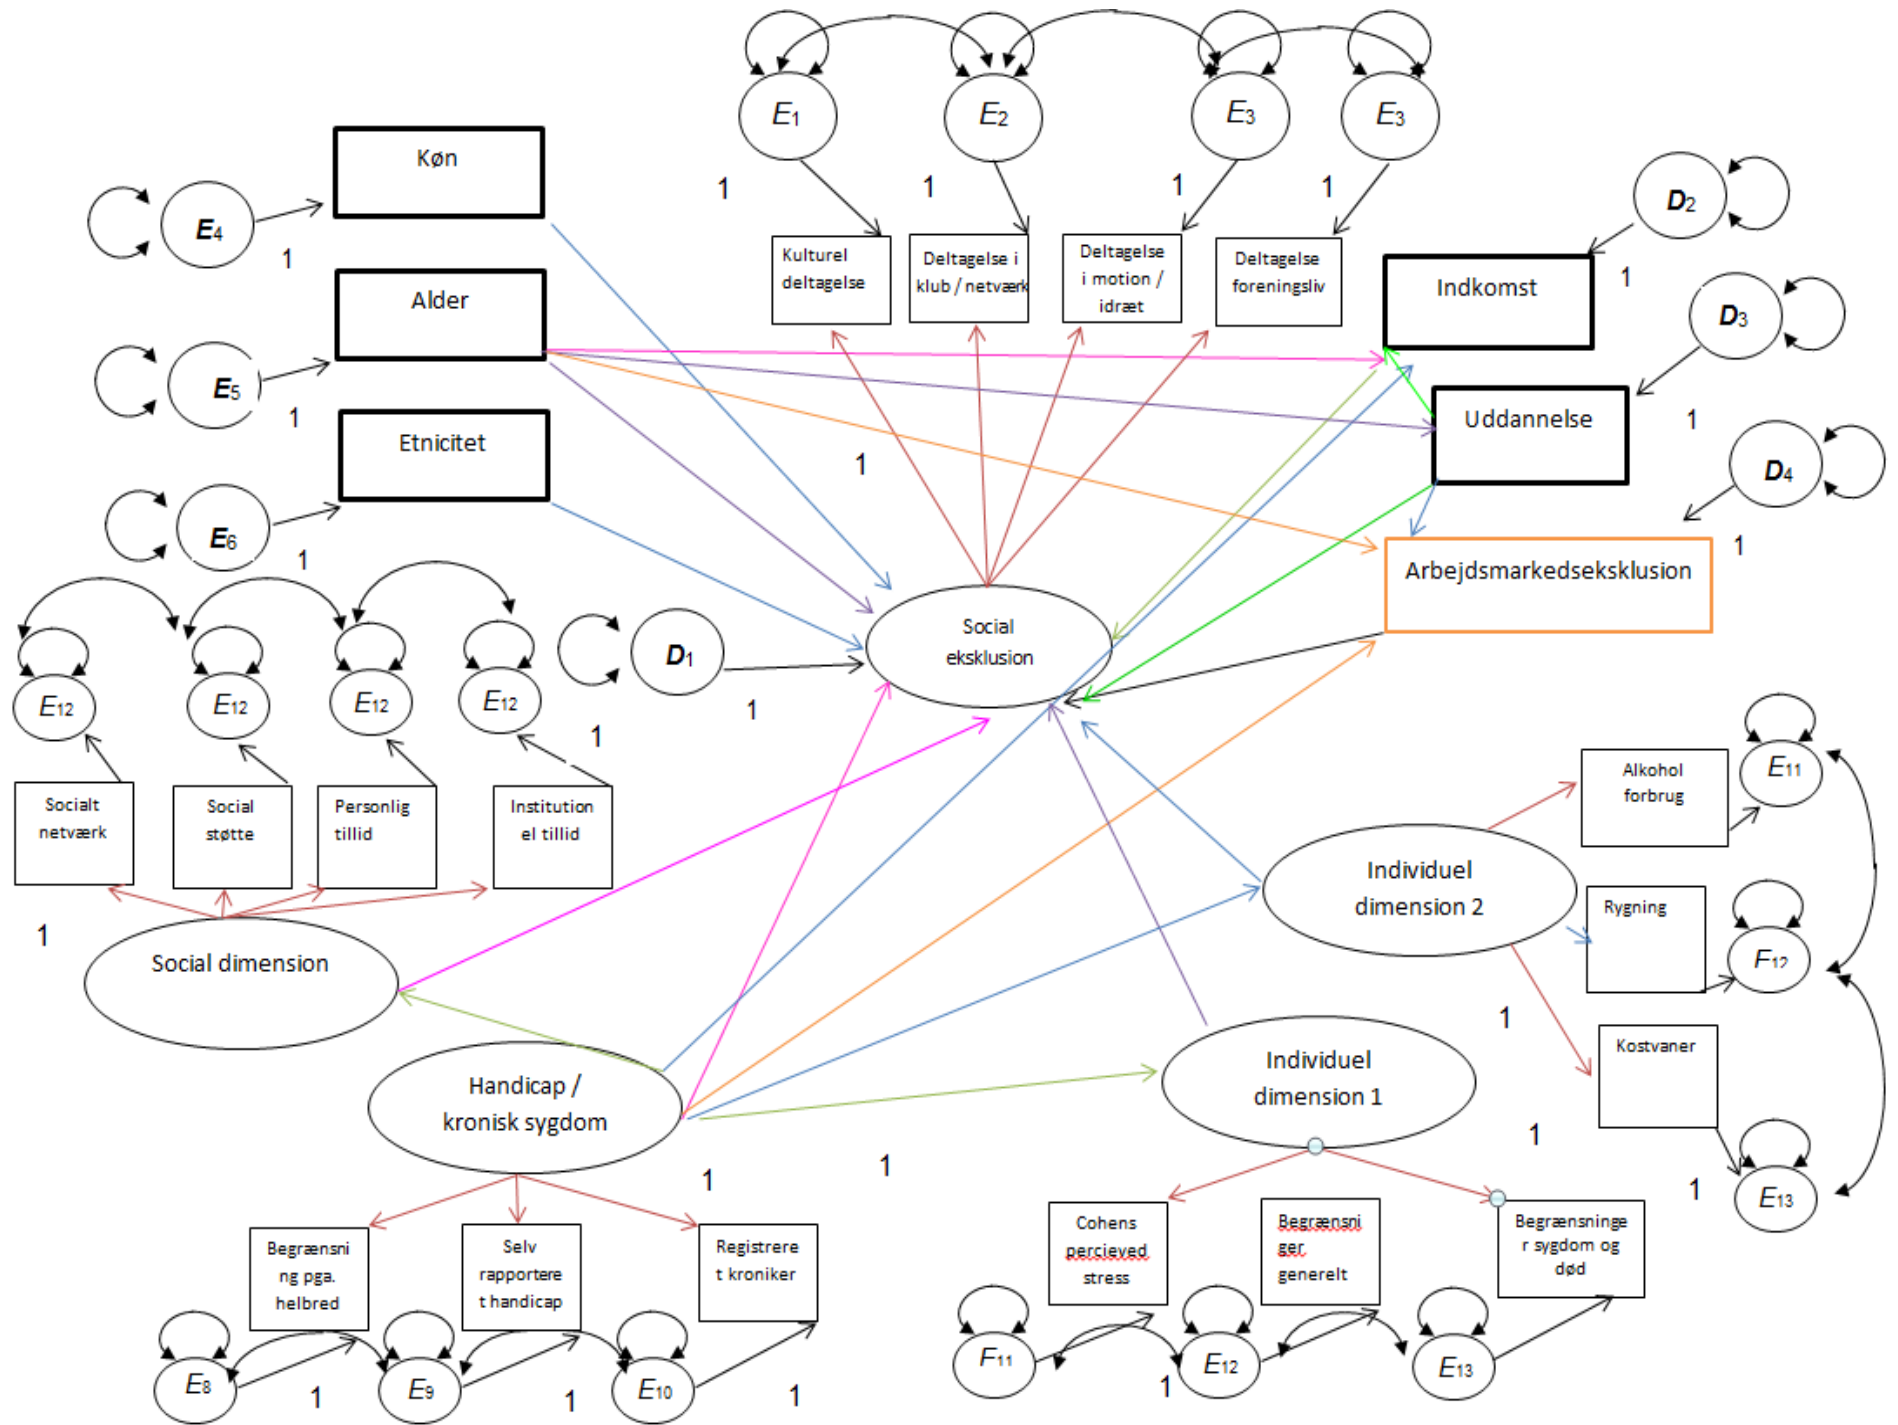 E1
E2
E3
E3
1
1
1
1
Køn
E4
1
D2
1
Kulturel
deltagelse
Deltagelse i
klub / netværk
Deltagelse
i motion /
idræt
Deltagelse
foreningsliv
Indkomst
Alder
E5
1
D3
1
Uddannelse
Etnicitet
E6
1
1
D4
1
Arbejdsmarkedseksklusion
Social
eksklusion
D1
1
E12
E12
E12
E12
1
Socialt
netværk
Social
støtte
Personlig
tillid
Institution
el tillid
1
Social dimension
Alkohol
forbrug
E11
Individuel
dimension 2
Rygning
F12
1
Kostvaner
1
E13
1
Handicap /
kronisk sygdom
Individuel
dimension 1
1
1
Begrænsni
ng pga.
helbred
Selv
rapportere
t handicap
Registrere
t kroniker
Cohens
percieved
stress
Begrænsni
ger
generelt
Begrænsninge
r sygdom og
død
E8
1
E9
1
E10
1
F11
1
E12
E13